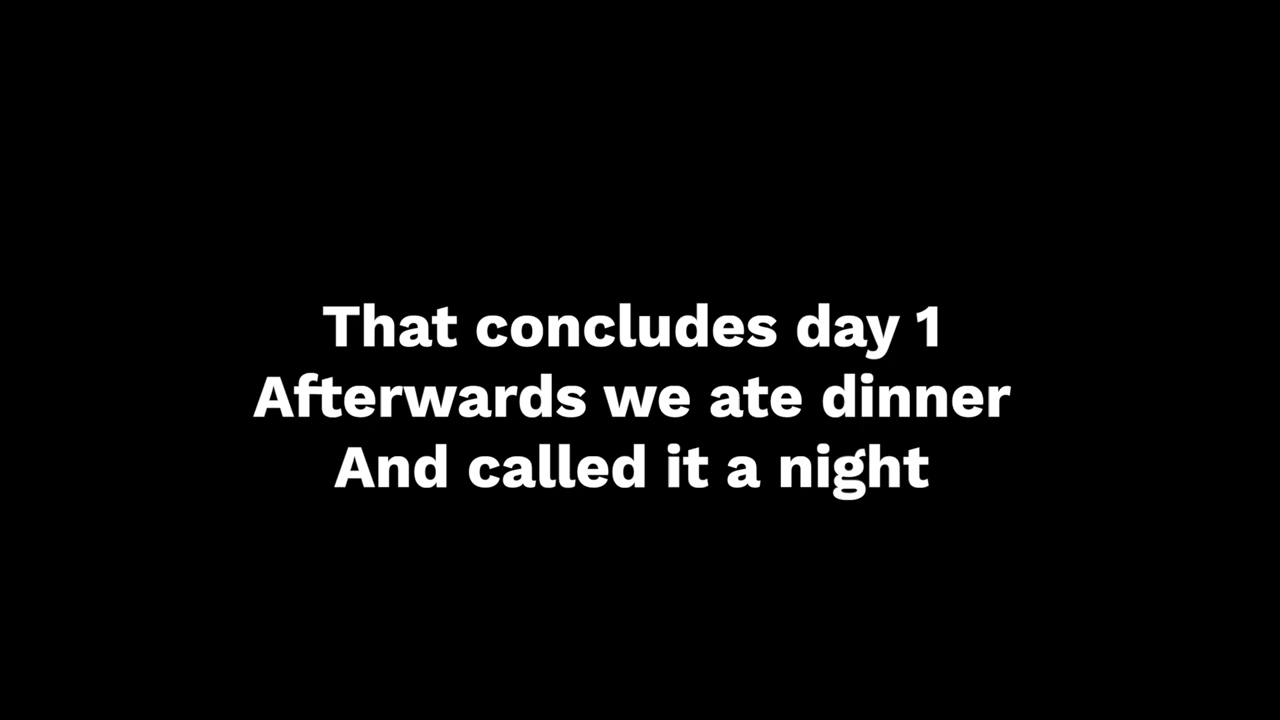 That concludes day 1
Afterwards we ate dinner
And called it a night